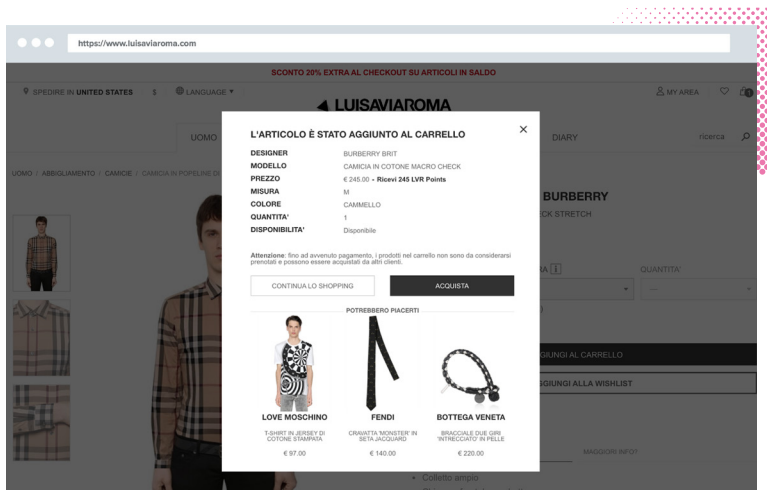 https://www.luisaviaroma.com
SCONTO 20% EXTRA AL CHECKOUT SU ARTICOLI IN SALDO
SPEDIRE IN UNITED STATES $ LANGUAGE ▼ MY AREA
LUISAVIAROMA
UOMO DIARY ricerca
UOMO / ABBIGLIAMENTO / CAMICIE / CAMICIA IN POPELINE DI
L'ARTICOLO È STATO AGGIUNTO AL CARRELLO
DESIGNER BURBERRY BRIT
MODELLO CAMICIA IN COTONE MACRO CHECK
PREZZO € 245.00 - Ricevi 245 LVR Points
MISURA M
COLORE CAMMELLO
QUANTITA' 1
DISPONIBILITA' Disponibile
Attenzione: fino ad avvenuto pagamento, i prodotti nel carrello non sono da considerarsi
prenotati e possono essere acquistati da altri clienti.
CONTINUA LO SHOPPING ACQUISTA
POTREBBERO PIACERTI
LOVE MOSCHINO
T-SHIRT IN JERSEY DI
COTONE STAMPATA
€ 97.00
FENDI
CRAVATTA 'MONSTER' IN
SETA JACQUARD
€ 140.00
BOTTEGA VENETA
BRACCIALE DUE GIRI
'INTRECCIATO' IN PELLE
€ 220.00
BURBERRY
CK STRETCH
RA QUANTITA'
GIUNGI AL CARRELLO
GGIUNGI ALLA WISHLIST
MAGGIORI INFO?
• Colletto ampio